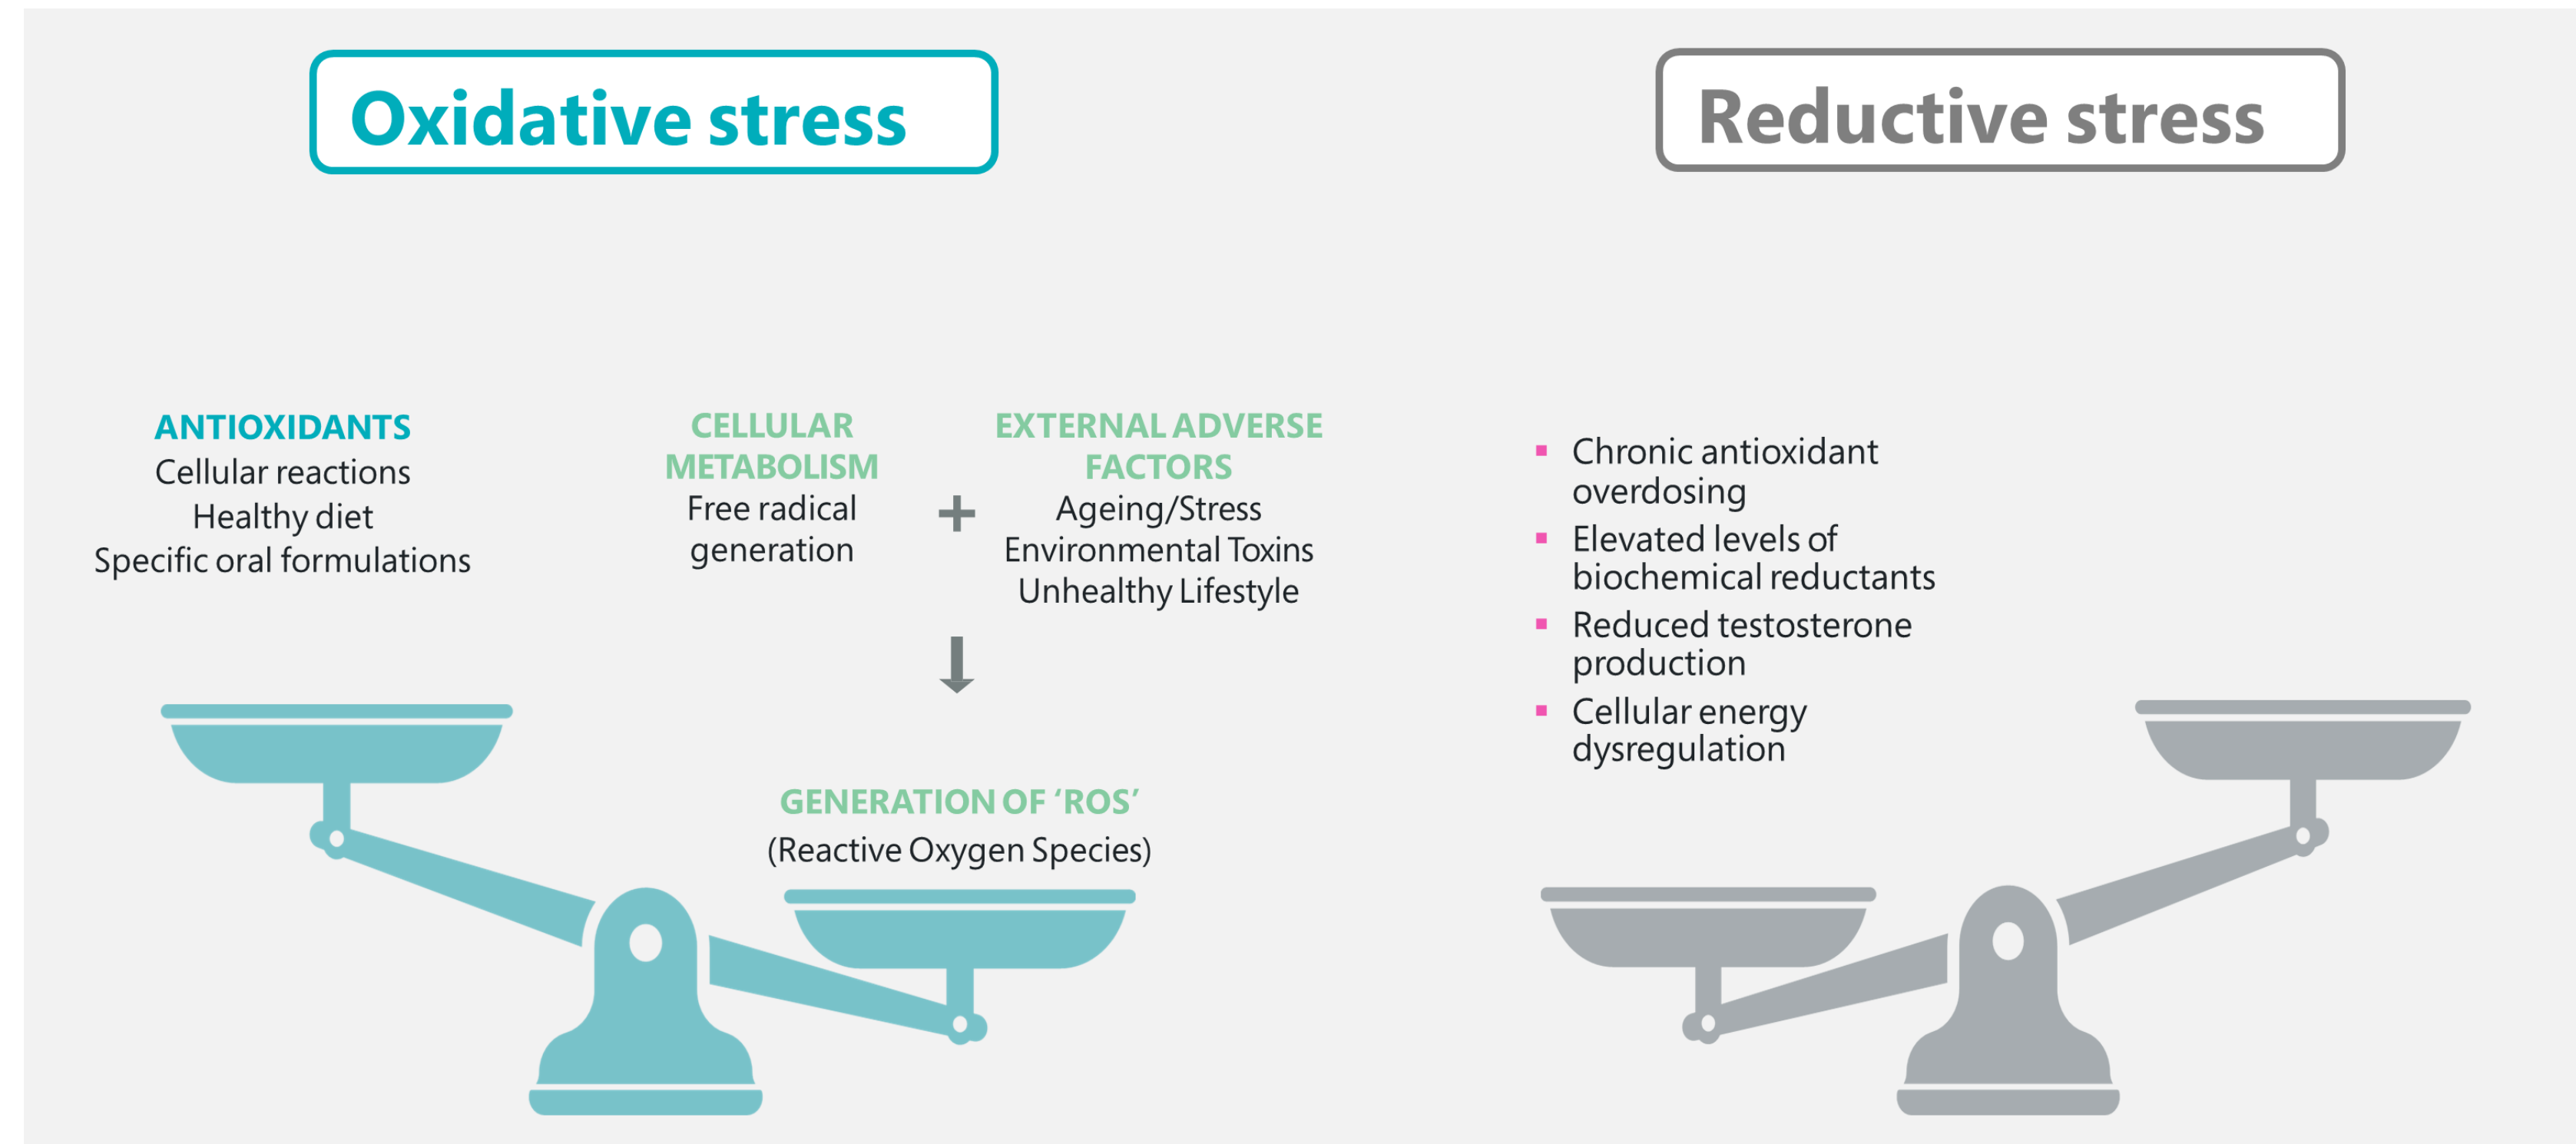 Oxidative stress
ANTIOXIDANTS
Cellular reactions
Healthy diet
Specific oral formulations
CELLULAR
METABOLISM
Free radical
generation
+
EXTERNAL ADVERSE
FACTORS
Ageing/Stress
Environmental Toxins
Unhealthy Lifestyle
GENERATION OF ‘ROS’
(Reactive Oxygen Species)
Reductive stress
Chronic antioxidant
overdosing
Elevated levels of
biochemical reductants
Reduced testosterone
production
Cellular energy
dysregulation